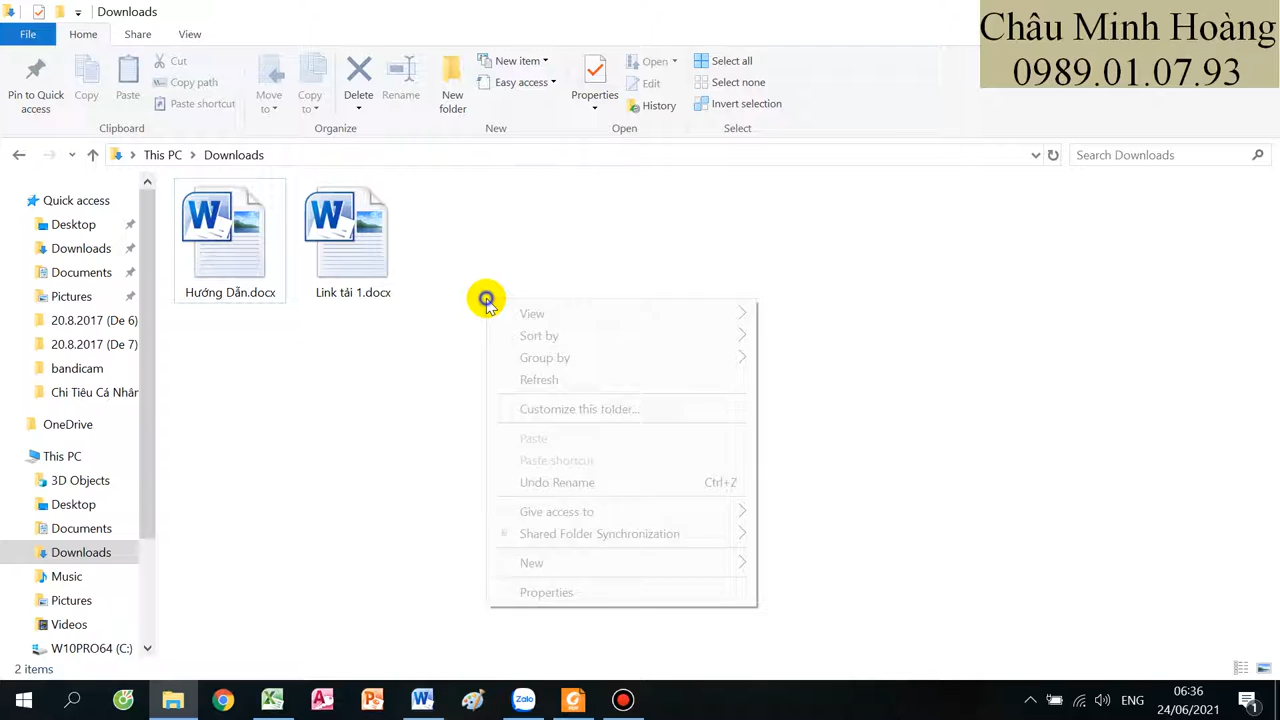 Downloads
Châu Minh Hoàng
0989.01.07.93
File Home Share View
Pin to Quick access
Copy
Paste
Cut
Copy path
Paste shortcut
Clipboard
Move to
Copy to
Delete
Rename
Organize
New folder
New item
Easy access
New
Properties
Open
Edit
History
Open
Select all
Select none
Invert selection
Select
This PC Downloads
Search Downloads
Quick access
Desktop
Downloads
Documents
Pictures
20.8.2017 (De 6)
20.8.2017 (De 7)
bandicam
Chi Tiêu Cá Nhân
OneDrive
This PC
3D Objects
Desktop
Documents
Downloads
Music
Pictures
Videos
W10PRO64 (C:)
Hướng Dẫn.docx
Link tải 1.docx
View
Sort by
Group by
Refresh
Customize this folder...
Paste
Paste shortcut
Undo Rename Ctrl+Z
Give access to
Shared Folder Synchronization
New
Properties
2 items
Zalo
PDF
ENG
06:36
24/06/2021
1